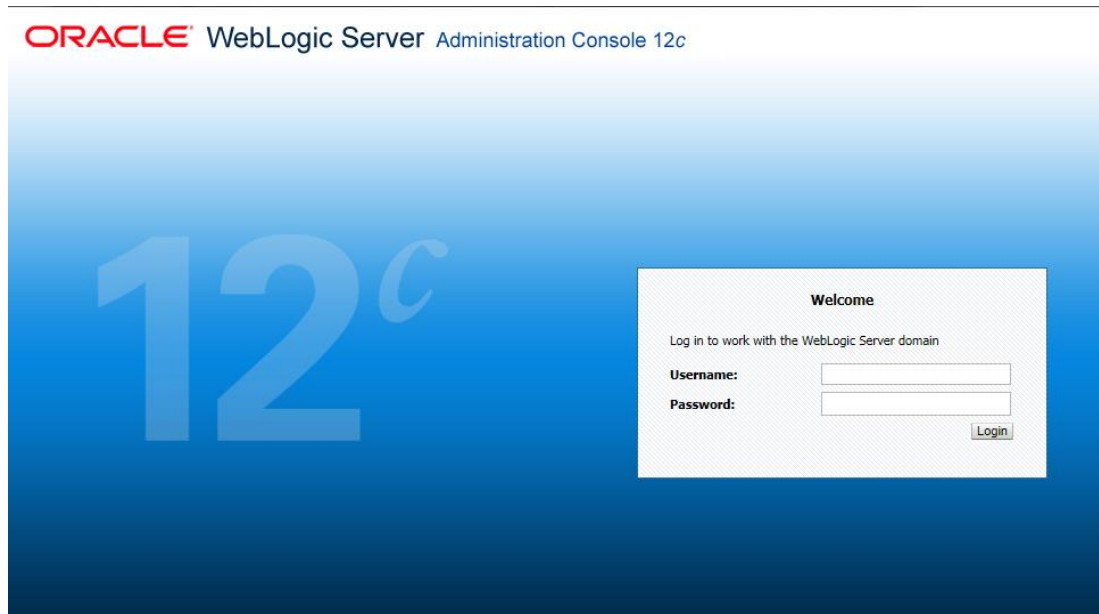 ORACLE WebLogic Server Administration Console 12c
12c
Welcome
Log in to work with the WebLogic Server domain
Username:
Password:
Login